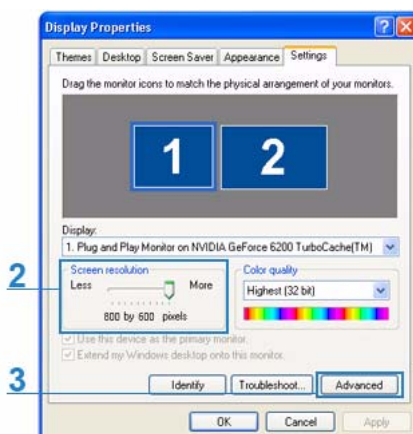 Display Properties
Themes Desktop Screen Saver Appearance Settings
Drag the monitor icons to match the physical arrangement of your monitors.
1 2
Display:
1. Plug and Play Monitor on NVIDIA GeForce 6200 TurboCache(TM)
2
Screen resolution
Less More
800 by 600 pixels
Color quality
Highest (32 bit)
Use this device as the primary monitor.
Extend my Windows desktop onto this monitor.
3
Identify Troubleshoot... Advanced
OK Cancel Apply